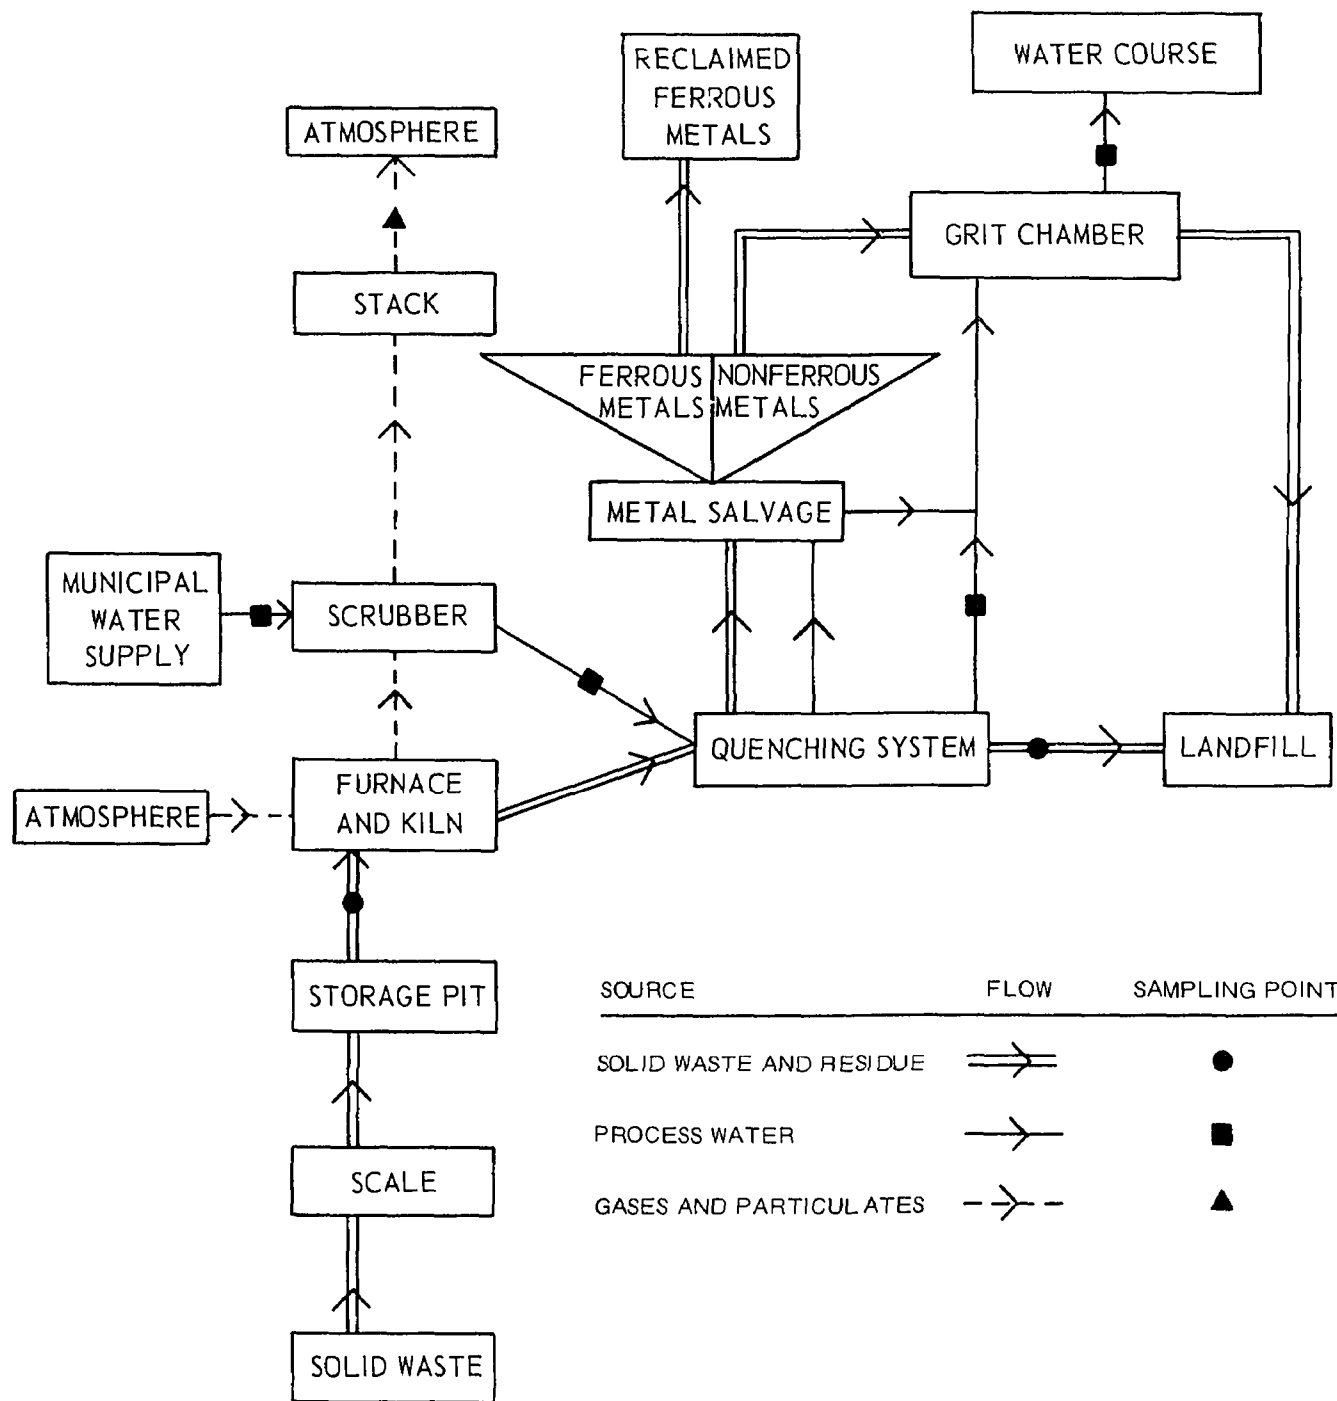 WATER COURSE
RECLAIMED
FERROUS
METALS
ATMOSPHERE
GRIT CHAMBER
STACK
FERROUS
METALS
NONFERROUS
METALS
METAL SALVAGE
MUNICIPAL
WATER
SUPPLY
SCRUBBER
QUENCHING SYSTEM
LANDFILL
FURNACE
AND KILN
ATMOSPHERE
STORAGE PIT
SOURCE FLOW SAMPLING POINT
SOLID WASTE AND RESIDUE
PROCESS WATER
GASES AND PARTICULATES
SCALE
SOLID WASTE